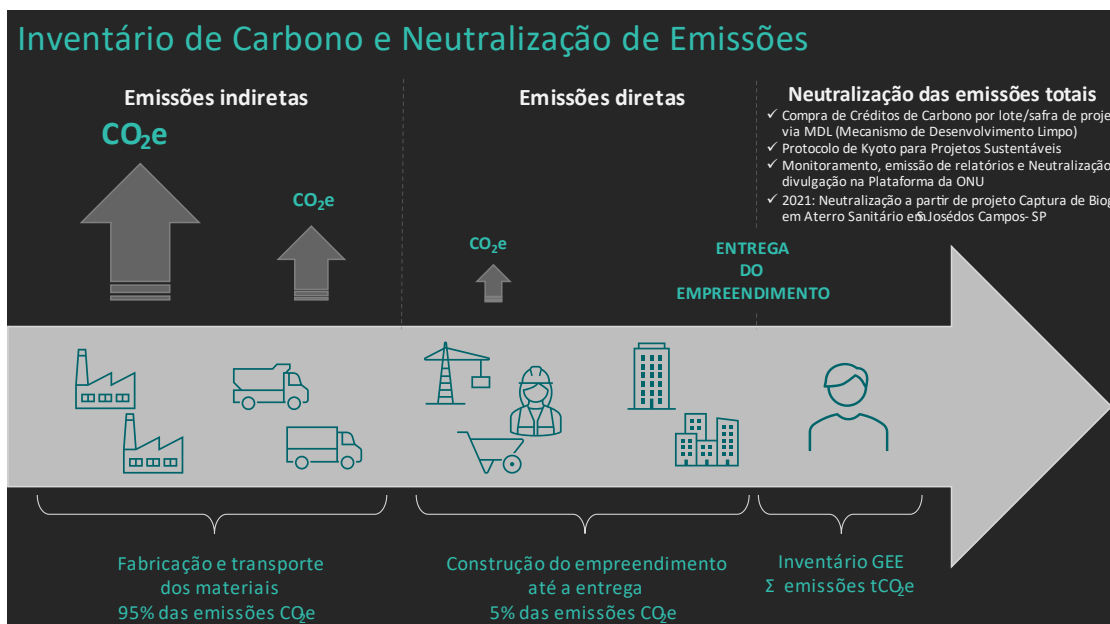 Inventário de Carbono e Neutralização de Emissões
Emissões indiretas
CO₂e
CO₂e
Emissões diretas
CO₂e
ENTREGA
DO
EMPREENDIMENTO
Neutralização das emissões totais
✓ Compra de Créditos de Carbono por lote/safra de proje
via MDL (Mecanismo de Desenvolvimento Limpo)
✓ Protocolo de Kyoto para Projetos Sustentáveis
✓ Monitoramento, emissão de relatórios e Neutralização
divulgação na Plataforma da ONU
✓ 2021: Neutralização a partir de projeto Captura de Biog
em Aterro Sanitário em S. José dos Campos- SP
Fabricação e transporte
dos materiais
95% das emissões CO₂e
Construção do empreendimento
até a entrega
5% das emissões CO₂e
Inventário GEE
Σ emissões tCO₂e